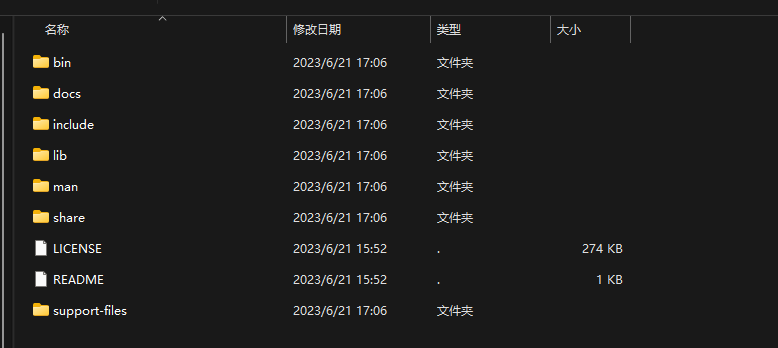 名称 修改日期 类型 大小
bin 2023/6/21 17:06 文件夹
docs 2023/6/21 17:06 文件夹
include 2023/6/21 17:06 文件夹
lib 2023/6/21 17:06 文件夹
man 2023/6/21 17:06 文件夹
share 2023/6/21 17:06 文件夹
LICENSE 2023/6/21 15:52 . 274 KB
README 2023/6/21 15:52 . 1 KB
support-files 2023/6/21 17:06 文件夹